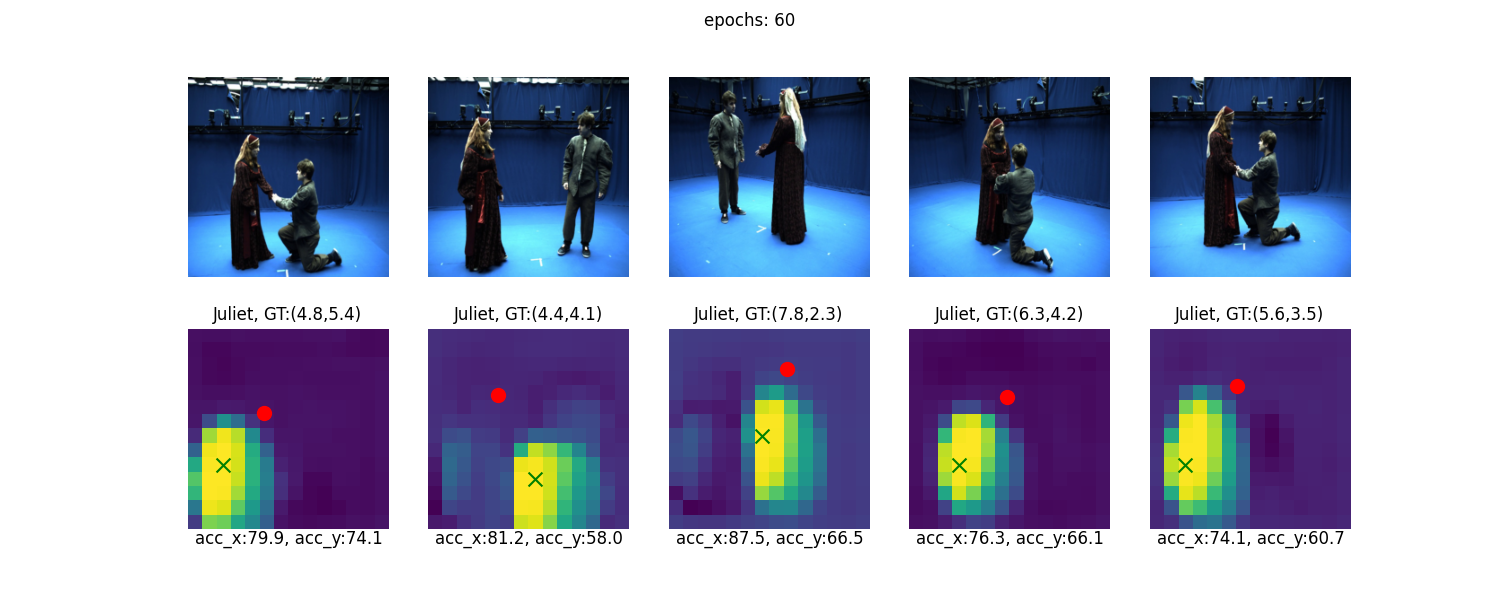 epochs: 60
Juliet, GT:(4.8,5.4)
Juliet, GT:(4.4,4.1)
Juliet, GT:(7.8,2.3)
Juliet, GT:(6.3,4.2)
Juliet, GT:(5.6,3.5)
acc_x:79.9, acc_y:74.1
acc_x:81.2, acc_y:58.0
acc_x:87.5, acc_y:66.5
acc_x:76.3, acc_y:66.1
acc_x:74.1, acc_y:60.7